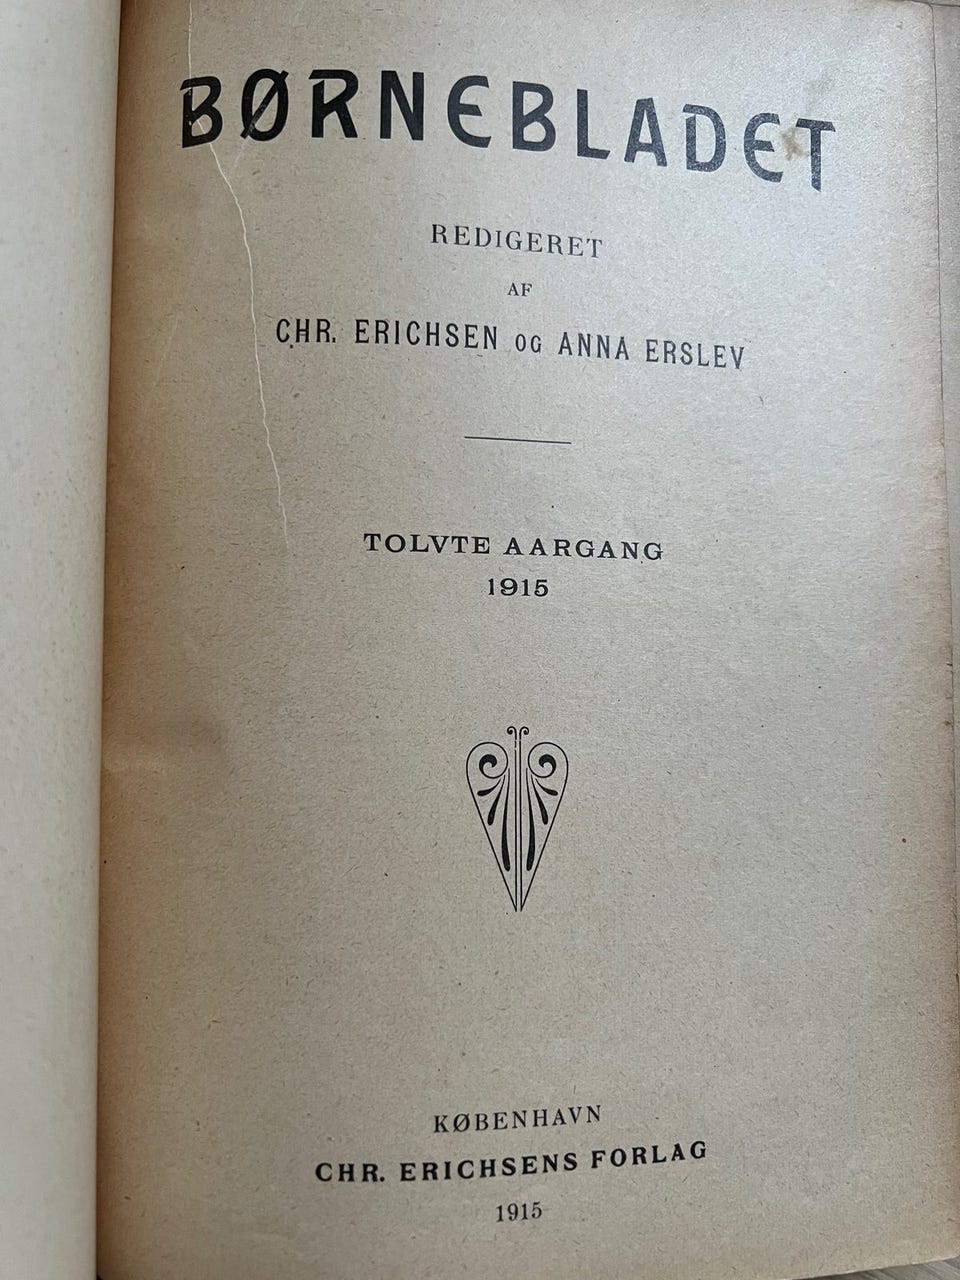 BØRNEBLADET
REDIGERET
AF
CHR. ERICHSEN OG ANNA ERSLEV
TOLVTE AARGANG
1915
KØBENHAVN
CHR. ERICHSENS FORLAG
1915